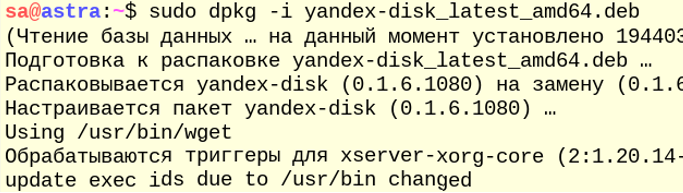 sa@astra:~$ sudo dpkg -i yandex-disk_latest_amd64.deb
(Чтение базы данных … на данный момент установлено 194403
Подготовка к распаковке yandex-disk_latest_amd64.deb …
Распаковывается yandex-disk (0.1.6.1080) на замену (0.1.6
Настраивается пакет yandex-disk (0.1.6.1080) …
Using /usr/bin/wget
Обрабатываются триггеры для xserver-xorg-core (2:1.20.14-
update exec ids due to /usr/bin changed